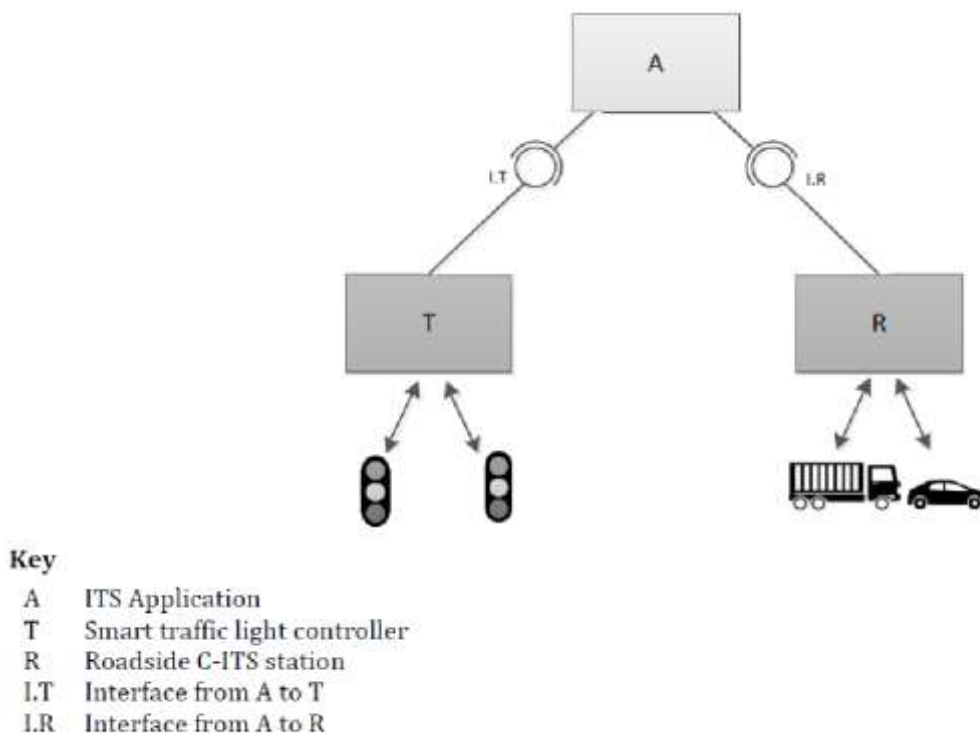 A
I.T
I.R
T
R
Key
A ITS Application
T Smart traffic light controller
R Roadside C-ITS station
I.T Interface from A to T
I.R Interface from A to R